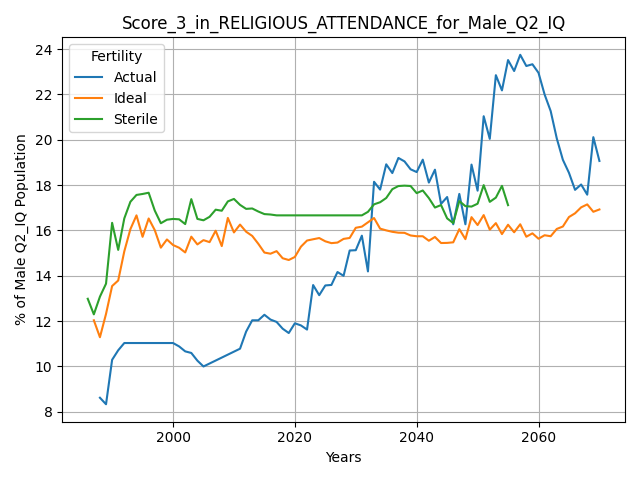 Score_3_in_RELIGIOUS_ATTENDANCE_for_Male_Q2_IQ
Fertility
Actual
Ideal
Sterile
% of Male Q2_IQ Population
24
22
20
18
16
14
12
10
8
2000 2020 2040 2060
Years